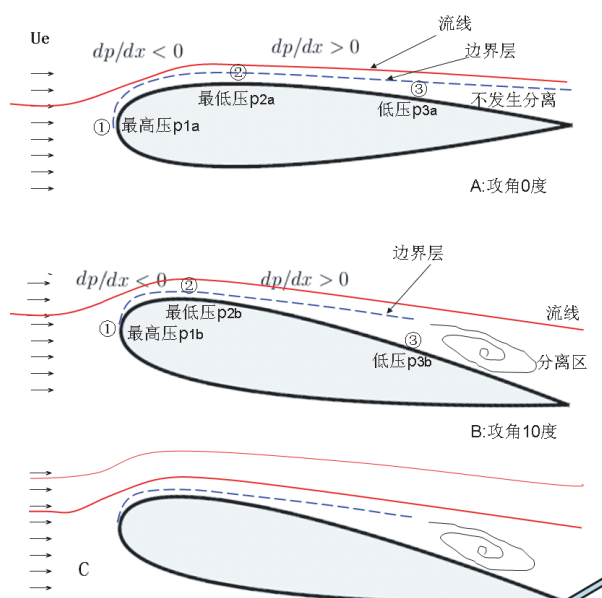 流线
Ue
dp/dx < 0
dp/dx > 0
边界层
②
③
最低压p2a
低压p3a
不发生分离
①
最高压p1a
A:攻角0度
边界层
dp/dx < 0
dp/dx > 0
②
最低压p2b
流线
①
最高压p1b
③
低压p3b
分离区
B:攻角10度
C